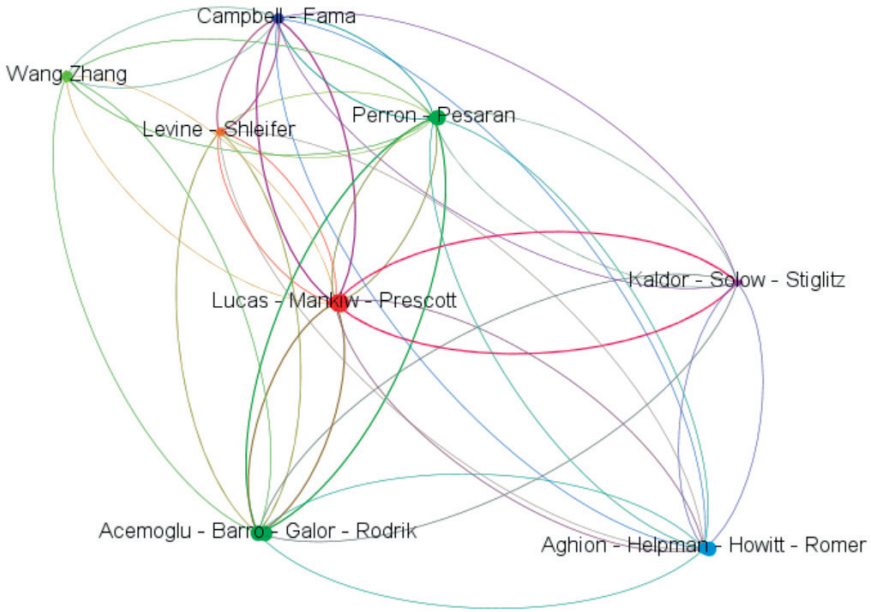 Campbell - Fama
Wang Zhang
Perron - Pesaran
Levine - Shleifer
Kaldor - Solow - Stiglitz
Lucas - Mankiw - Prescott
Acemoglu - Barro - Galor - Rodrik
Aghion - Helpman - Howitt - Romer